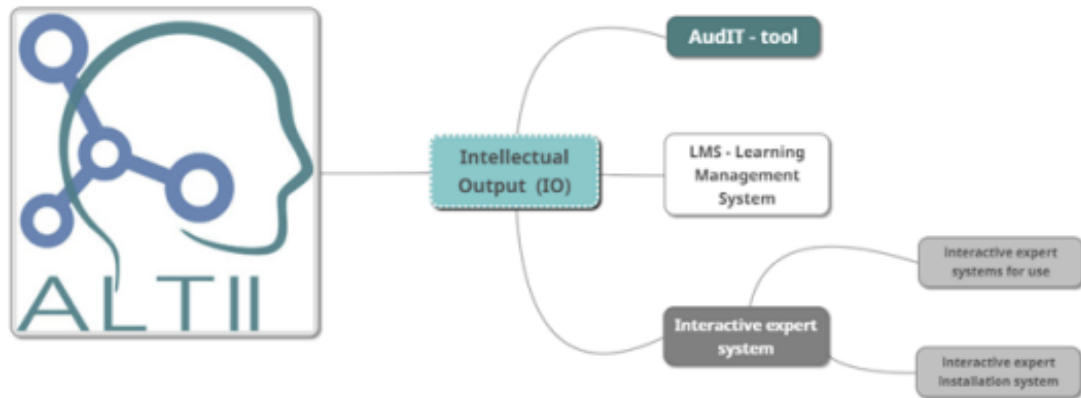 ALTII
Intellectual
Output (IO)
AudIT - tool
LMS - Learning
Management
System
Interactive expert
system
Interactive expert
systems for use
Interactive expert
installation system